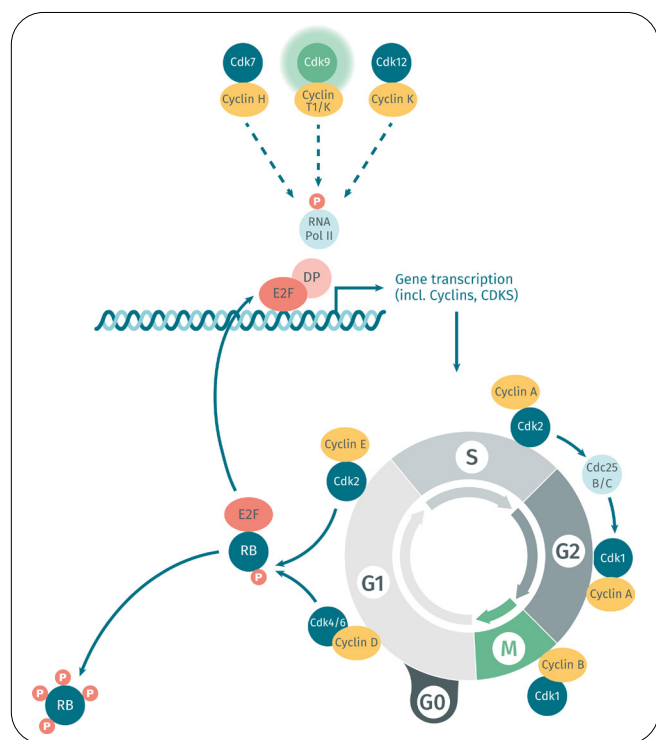 Cdk7
Cyclin H
Cdk9
Cyclin
T1/K
Cdk12
Cyclin K
P
RNA
Pol II
DP
E2F
Gene transcription
(incl. Cyclins, CDKS)
Cyclin A
Cdk2
Cyclin E
Cdk2
S
Cdc25
B/C
E2F
RB
P
G1
G2
Cdk1
Cyclin A
Cdk4/6
Cyclin D
M
Cyclin B
Cdk1
G0
P
P
P
RB
P
P